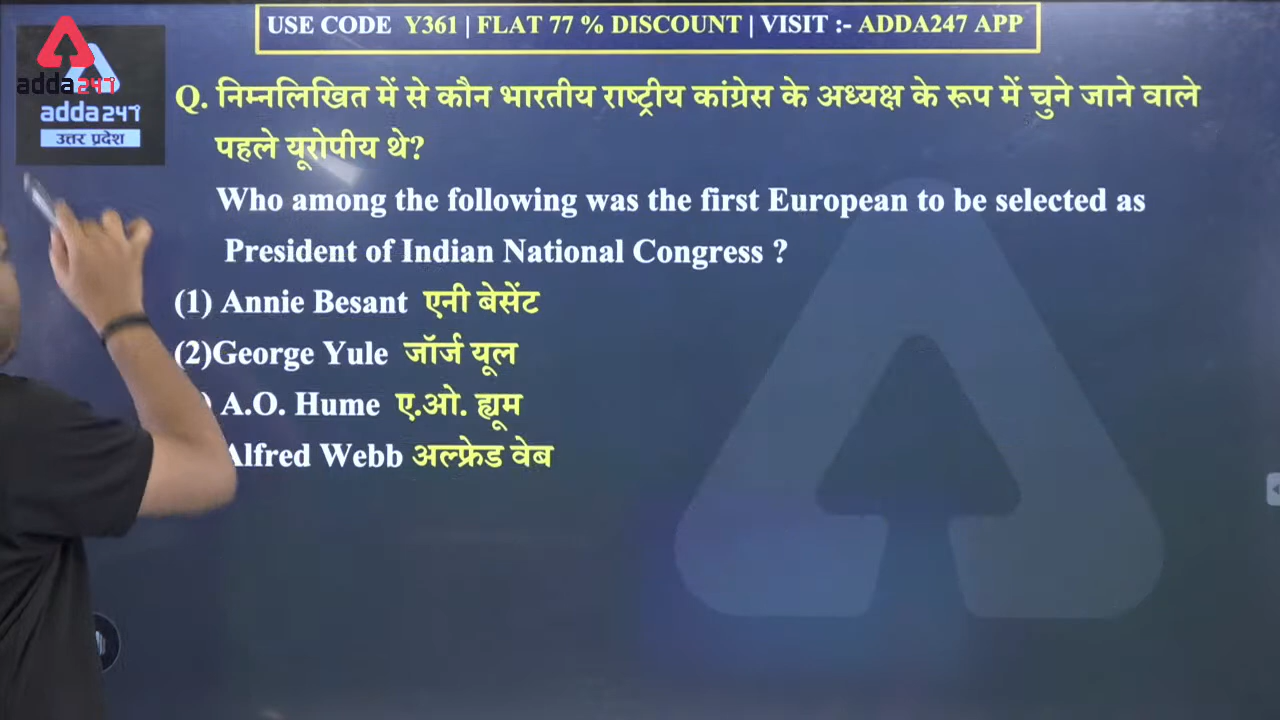 USE CODE Y361 | FLAT 77 % DISCOUNT | VISIT :- ADDA247 APP
adda247
adda247
उत्तर प्रदेश
Q. निम्नलिखित में से कौन भारतीय राष्ट्रीय कांग्रेस के अध्यक्ष के रूप में चुने जाने वाले
पहले यूरोपीय थे?
Who among the following was the first European to be selected as
President of Indian National Congress ?
(1) Annie Besant एनी बेसेंट
(2)George Yule जॉर्ज यूल
) A.O. Hume ए.ओ. ह्यूम
Alfred Webb अल्फ्रेड वेब